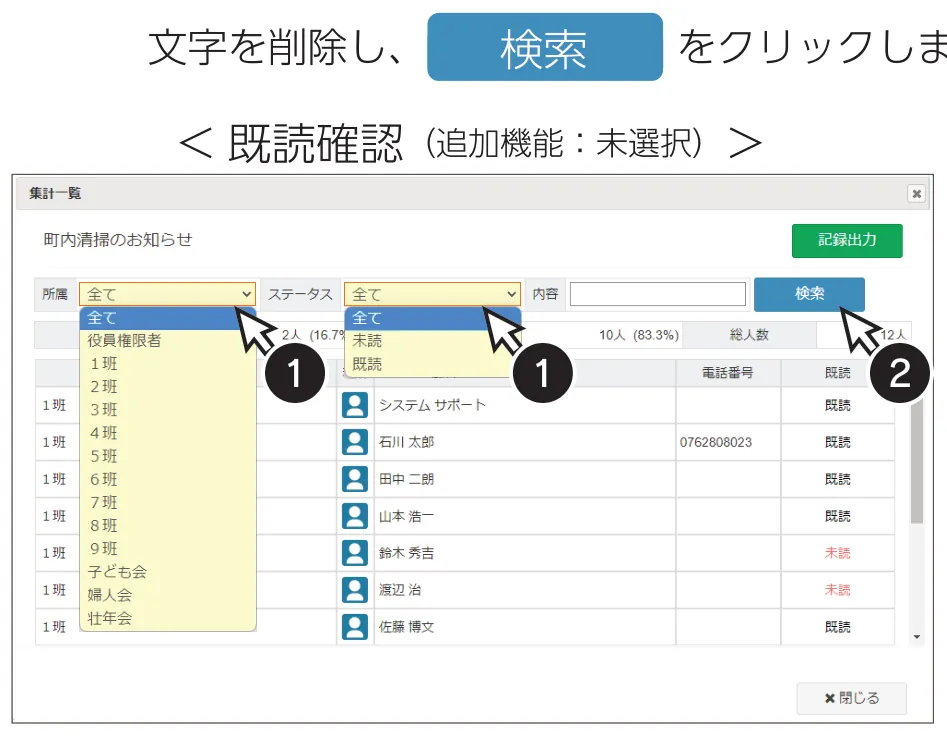 文字を削除し、 検索 をクリックしま
＜ 既読確認（追加機能：未選択）＞
集計一覧
町内清掃のお知らせ 記録出力
所属 全て ステータス 全て 内容 検索
全て
役員権限者
1班
2班
3班
4班
5班
6班
7班
8班
9班
子ども会
婦人会
壮年会
全て
未読
既読
1 1 2
2人 (16.7% 10人 (83.3%) 総人数 12人
電話番号 既読
1班 システム サポート 既読
1班 石川 太郎 0762808023 既読
1班 田中 二朗 既読
1班 山本 浩一 既読
1班 鈴木 秀吉 未読
1班 渡辺 治 未読
1班 佐藤 博文 既読
✖ 閉じる